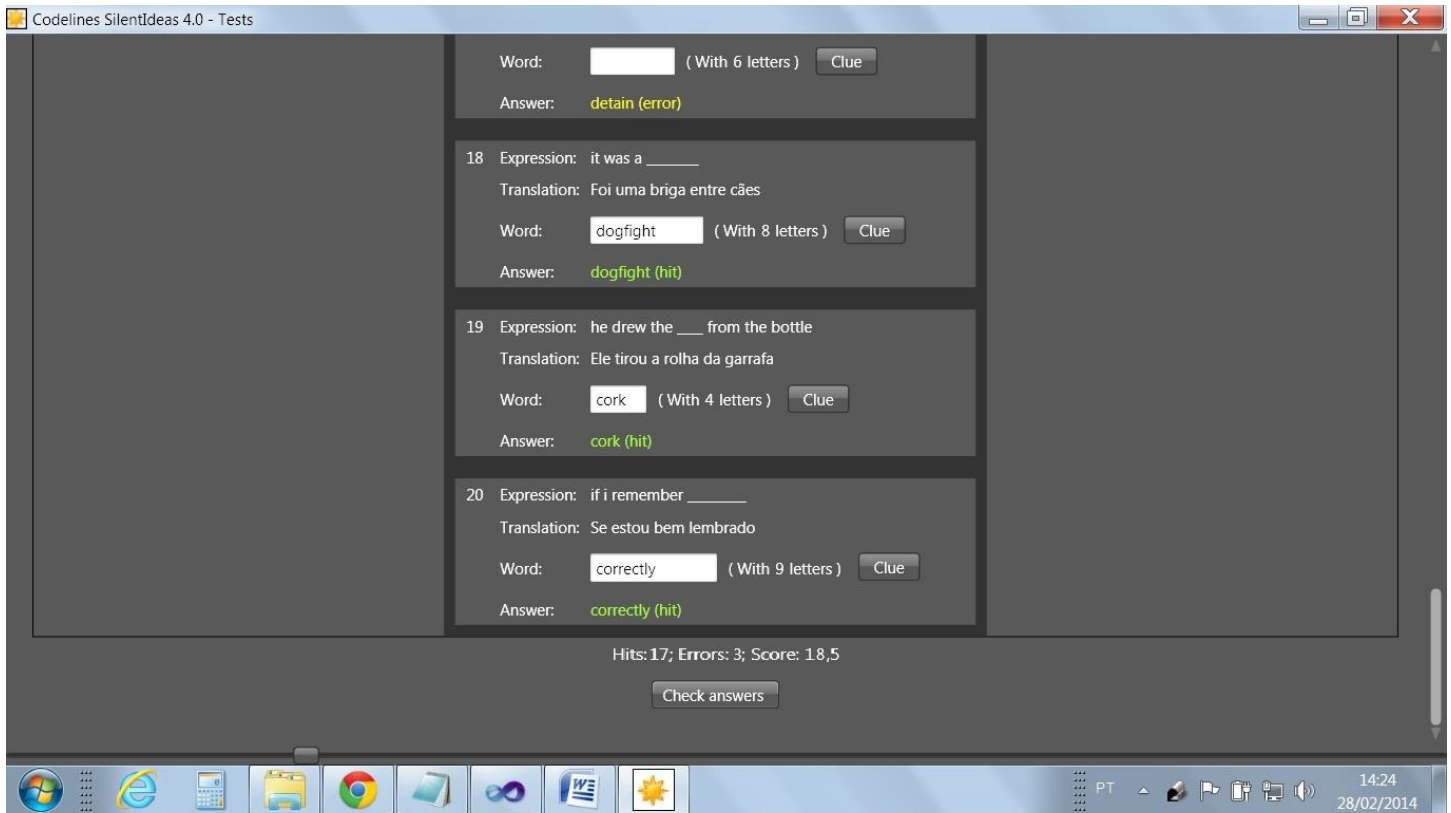 Codelines SilentIdeas 4.0 - Tests
Word: ( With 6 letters ) Clue
Answer: detain (error)
18 Expression: it was a _______
Translation: Foi uma briga entre cães
Word: dogfight ( With 8 letters ) Clue
Answer: dogfight (hit)
19 Expression: he drew the ___ from the bottle
Translation: Ele tirou a rolha da garrafa
Word: cork ( With 4 letters ) Clue
Answer: cork (hit)
20 Expression: if i remember ________
Translation: Se estou bem lembrado
Word: correctly ( With 9 letters ) Clue
Answer: correctly (hit)
Hits:17; Errors: 3; Score: 18,5
Check answers
PT 14:24
28/02/2014